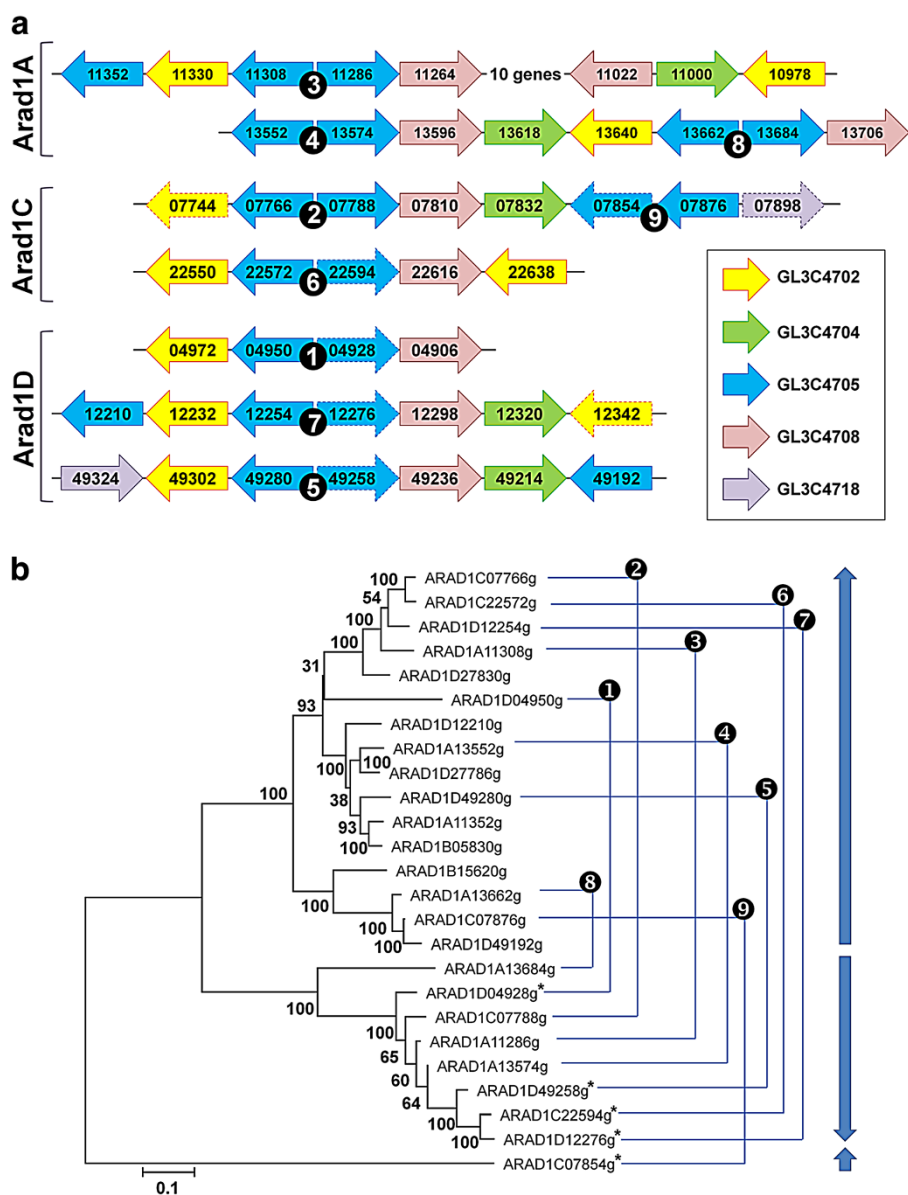 a
Arad1A
11352 11330 11308 11286 11264 10 genes 11022 11000 10978
3
13552 13574 13596 13618 13640 13662 13684 13706
4 8
Arad1C
07744 07766 07788 07810 07832 07854 07876 07898
2 9
22550 22572 22594 22616 22638
6
Arad1D
04972 04950 04928 04906
1
12210 12232 12254 12276 12298 12320 12342
7
49324 49302 49280 49258 49236 49214 49192
5
GL3C4702
GL3C4704
GL3C4705
GL3C4708
GL3C4718
b
100 ARAD1C07766g 2
54 ARAD1C22572g 6
100 ARAD1D12254g 7
ARAD1A11308g 3
31 ARAD1D27830g
93 ARAD1D04950g 1
ARAD1D12210g
100 100 ARAD1A13552g 4
ARAD1D27786g
100 38 ARAD1D49280g 5
93 ARAD1A11352g
100 ARAD1B05830g
ARAD1B15620g
100 ARAD1A13662g 8
100 ARAD1C07876g 9
100 ARAD1D49192g
ARAD1A13684g
100 ARAD1D04928g*
100 ARAD1C07788g
65 ARAD1A11286g
60 ARAD1A13574g
64 ARAD1D49258g*
100 ARAD1C22594g*
100 ARAD1D12276g*
ARAD1C07854g*
0.1